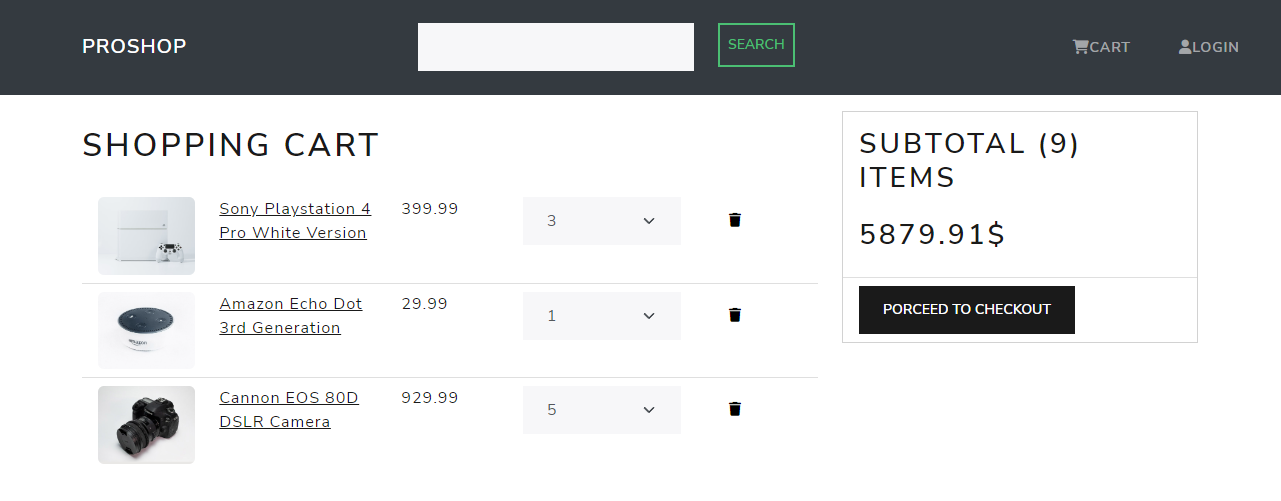 PROSHOP
SEARCH
CART
LOGIN
SHOPPING CART
Sony Playstation 4
Pro White Version
399.99
3
Amazon Echo Dot
3rd Generation
29.99
1
Cannon EOS 80D
DSLR Camera
929.99
5
SUBTOTAL (9)
ITEMS
5879.91$
PORCEED TO CHECKOUT